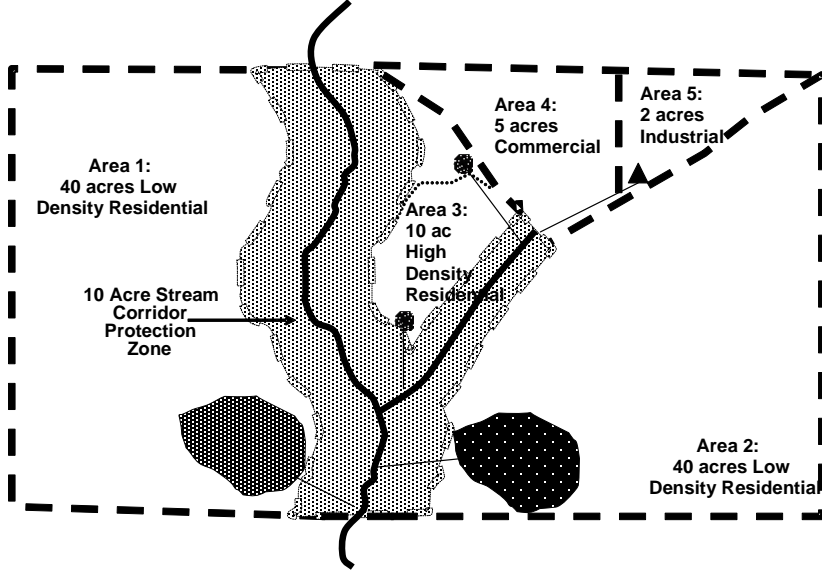 Area 4:
5 acres
Commercial
Area 5:
2 acres
Industrial
Area 1:
40 acres Low
Density Residential
Area 3:
10 ac
High
Density
Residential
10 Acre Stream
Corridor
Protection
Zone
Area 2:
40 acres Low
Density Residential